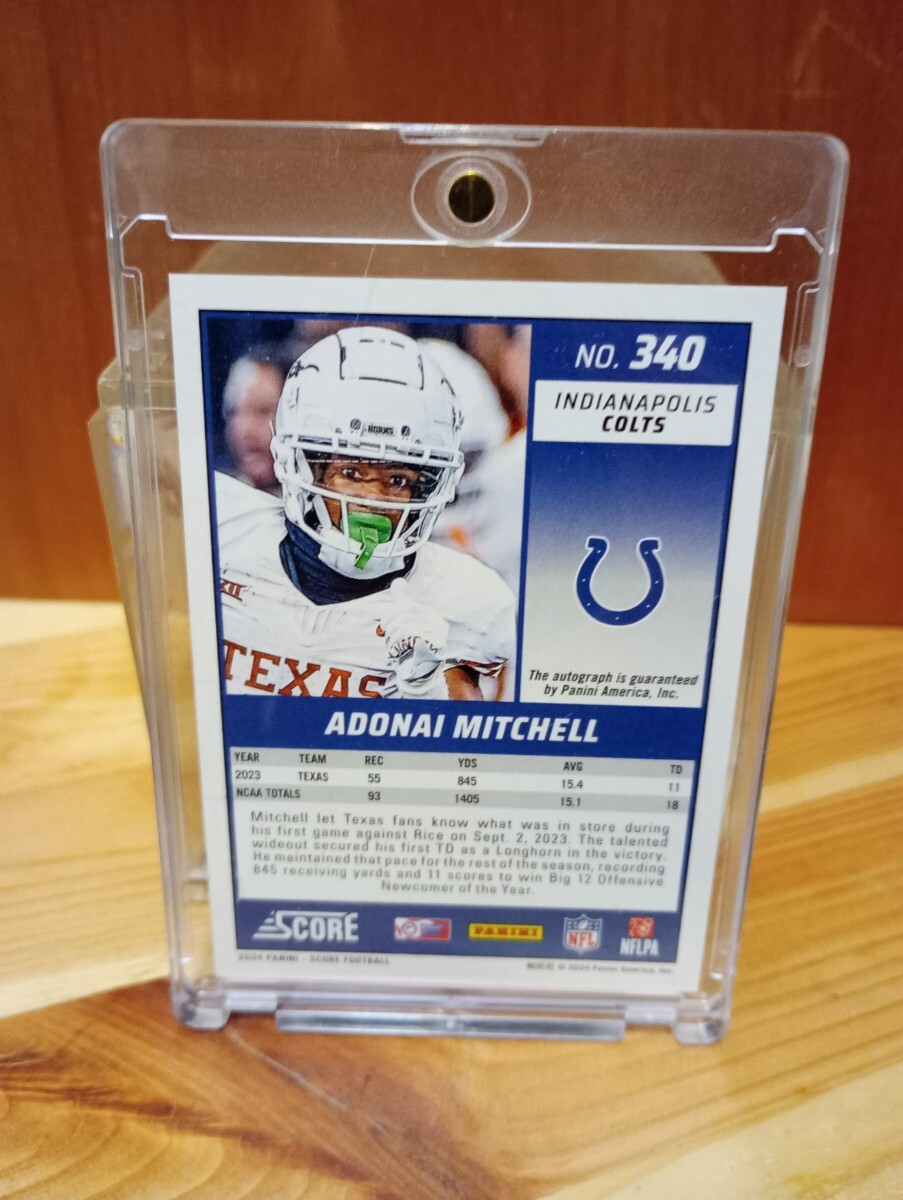 NO. 340
INDIANAPOLIS
COLTS
HORNS
XII
TEXAS
The autograph is guaranteed
by Panini America, Inc.
ADONAI MITCHELL
YEAR TEAM REC YDS AVG TD
2023 TEXAS 55 845 15.4 11
NCAA TOTALS 93 1405 15.1 18
Mitchell let Texas fans know what was in store during
his first game against Rice on Sept. 2, 2023. The talented
wideout secured his first TD as a Longhorn in the victory.
He maintained that pace for the rest of the season, recording
845 receiving yards and 11 scores to win Big 12 Offensive
Newcomer of the Year.
SCORE
PANINI
NFL
NFLPA
2024 PANINI - SCORE FOOTBALL
© 2024 Panini America, Inc.